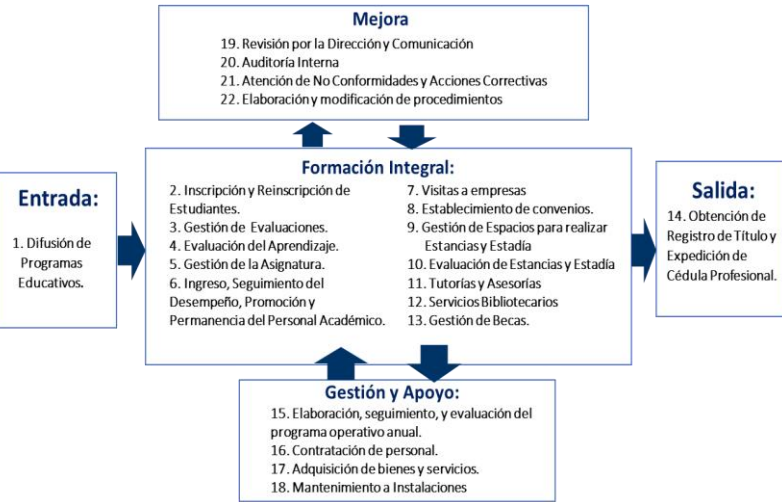 Mejora
19. Revisión por la Dirección y Comunicación
20. Auditoría Interna
21. Atención de No Conformidades y Acciones Correctivas
22. Elaboración y modificación de procedimientos
Entrada:
1. Difusión de
Programas
Educativos.
Formación Integral:
2. Inscripción y Reinscripción de
Estudiantes.
3. Gestión de Evaluaciones.
4. Evaluación del Aprendizaje.
5. Gestión de la Asignatura.
6. Ingreso, Seguimiento del
Desempeño, Promoción y
Permanencia del Personal Académico.
7. Visitas a empresas
8. Establecimiento de convenios.
9. Gestión de Espacios para realizar
Estancias y Estadía
10. Evaluación de Estancias y Estadía
11. Tutorías y Asesorías
12. Servicios Bibliotecarios
13. Gestión de Becas.
Salida:
14. Obtención de
Registro de Título y
Expedición de
Cédula Profesional.
Gestión y Apoyo:
15. Elaboración, seguimiento, y evaluación del
programa operativo anual.
16. Contratación de personal.
17. Adquisición de bienes y servicios.
18. Mantenimiento a Instalaciones